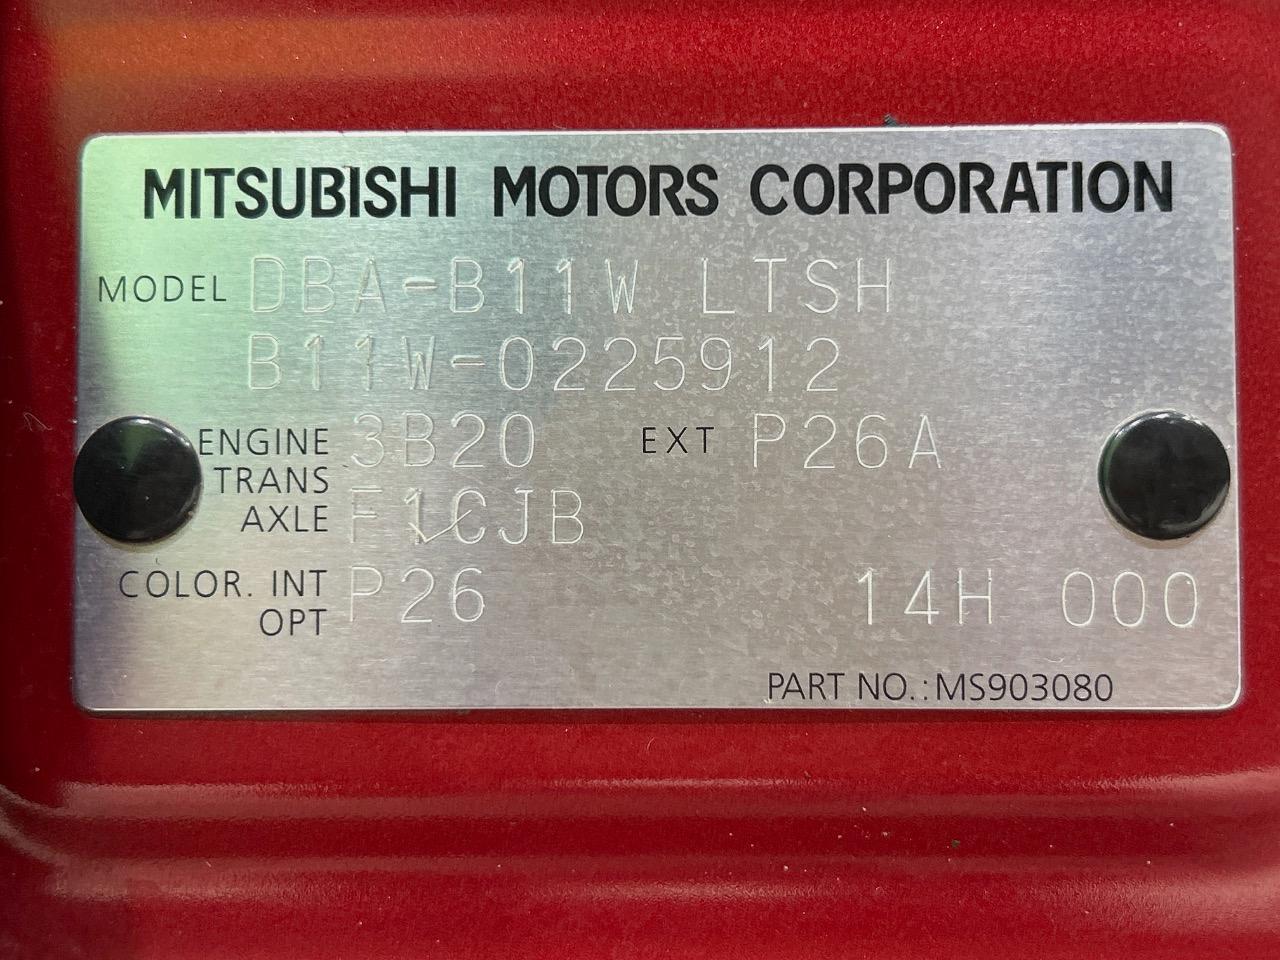 MITSUBISHI MOTORS CORPORATION
MODEL DBA-B11W LTSH
B11W-0225912
ENGINE 3B20 EXT P26A
TRANS
AXLE F1CJB
COLOR. INT P26 14H 000
OPT
PART NO.:MS903080